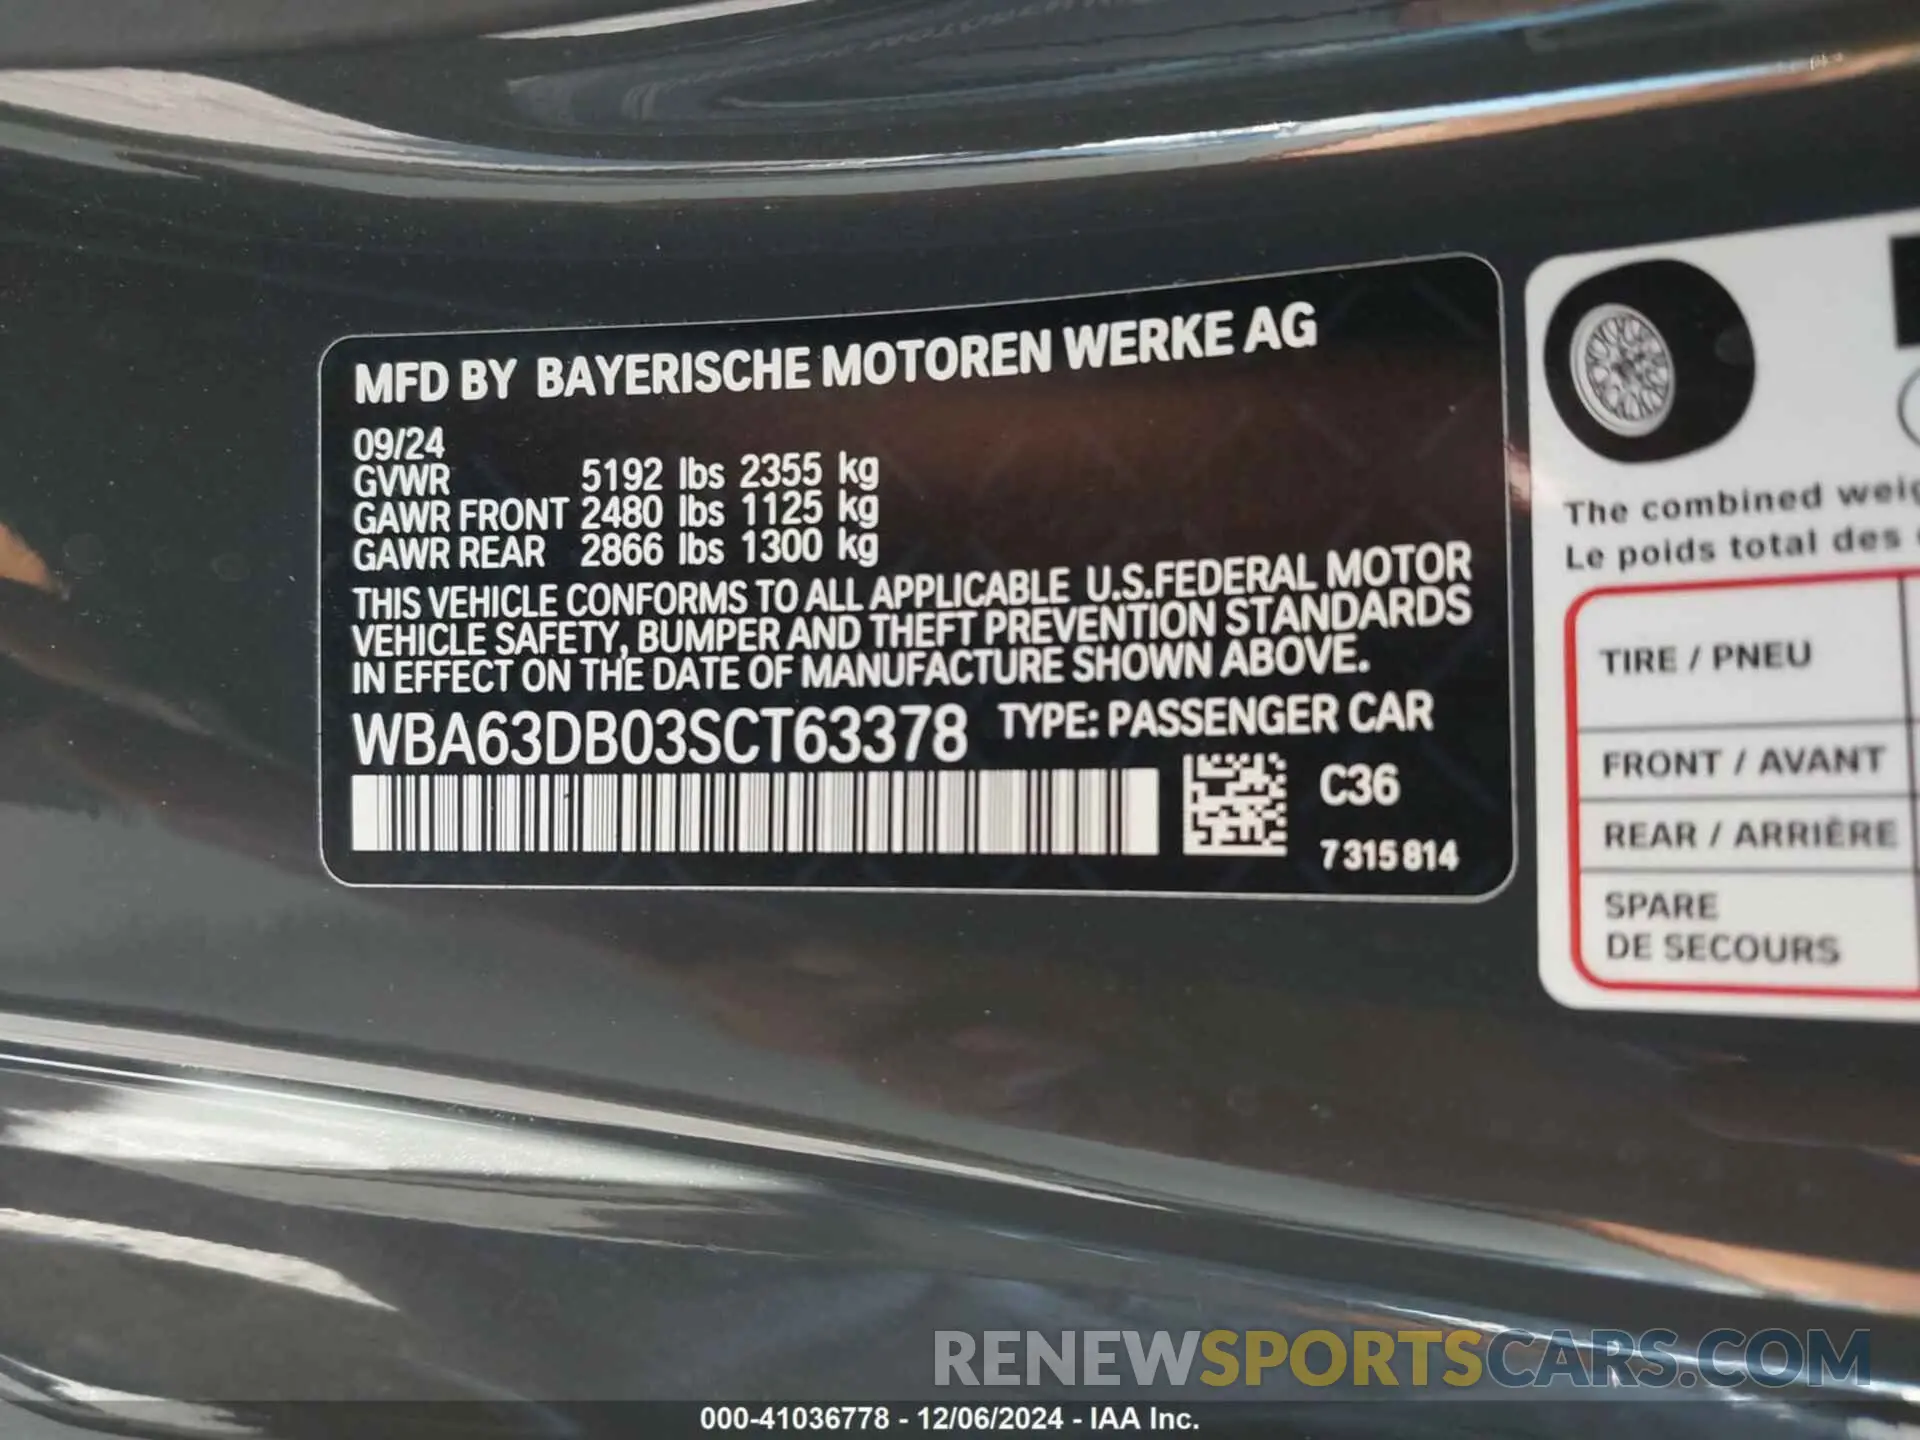 MFD BY BAYERISCHE MOTOREN WERKE AG
09/24
GVWR 5192 lbs 2355 kg
GAWR FRONT 2480 lbs 1125 kg
GAWR REAR 2866 lbs 1300 kg
THIS VEHICLE CONFORMS TO ALL APPLICABLE U.S.FEDERAL MOTOR
VEHICLE SAFETY, BUMPER AND THEFT PREVENTION STANDARDS
IN EFFECT ON THE DATE OF MANUFACTURE SHOWN ABOVE.
WBA63DB03SCT63378 TYPE: PASSENGER CAR
C36
7315814
The combined
Le poids total des
TIRE / PNEU
FRONT / AVANT
REAR / ARRIÈRE
SPARE
DE SECOURS
RENEWSPORTSCARS.COM
000-41036778 - 12/06/2024 - IAA Inc.